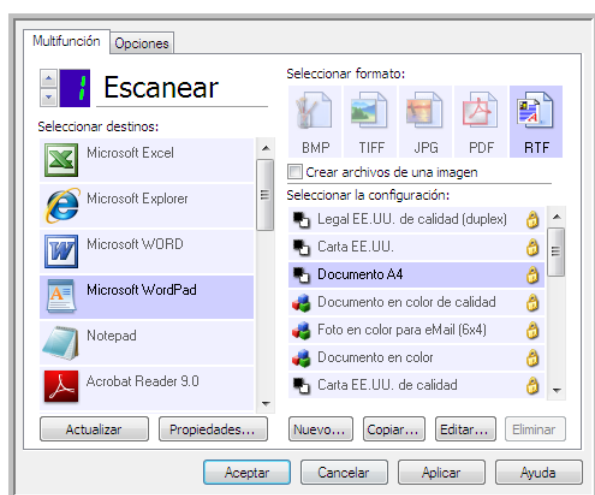 Multifunción
Opciones
1
Escanear
Seleccionar destinos:
Microsoft Excel
Microsoft Explorer
Microsoft WORD
Microsoft WordPad
Notepad
Acrobat Reader 9.0
Actualizar
Propiedades...
Seleccionar formato:
BMP TIFF JPG PDF RTF
Crear archivos de una imagen
Seleccionar la configuración:
Legal EE.UU. de calidad (duplex)
Carta EE.UU.
Documento A4
Documento en color de calidad
Foto en color para eMail (6x4)
Documento en color
Carta EE.UU. de calidad
Nuevo... Copiar... Editar... Eliminar
Aceptar Cancelar Aplicar Ayuda